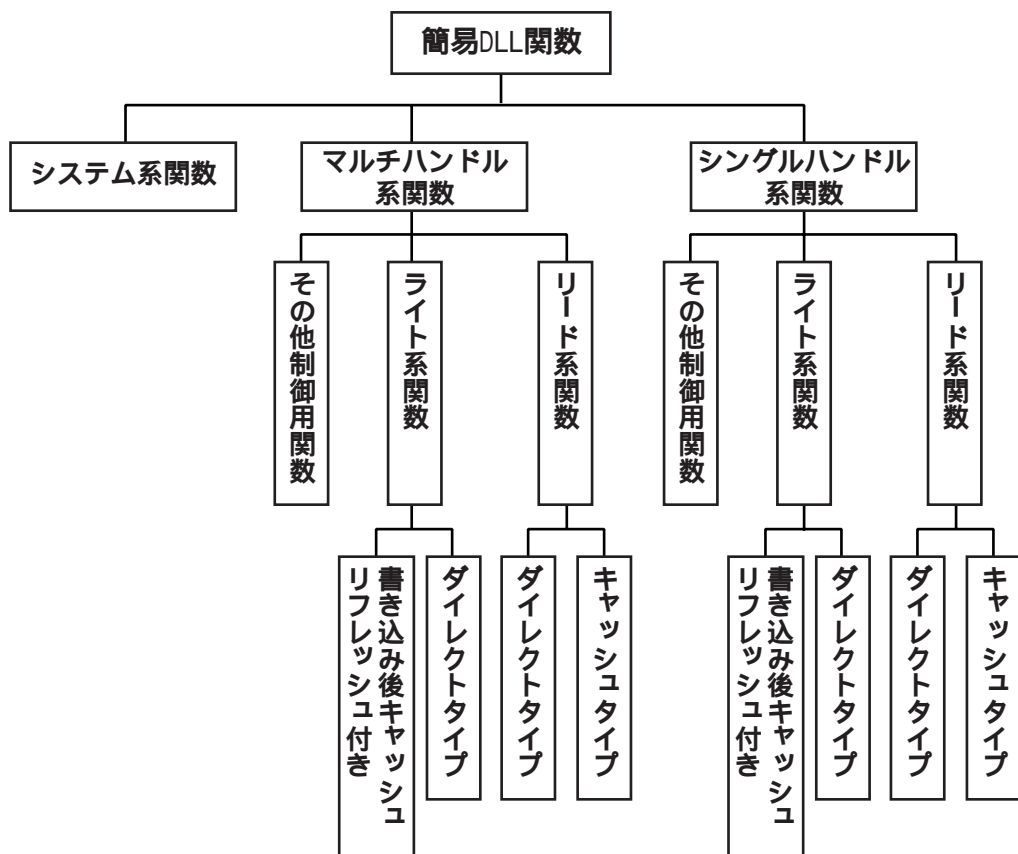 簡易DLL関数
システム系関数
マルチハンドル
系関数
シングルハンドル
系関数
その他制御用関数
ライト系関数
リード系関数
その他制御用関数
ライト系関数
リード系関数
書き込み後キャッシュ
リフレッシュ付き
ダイレクトタイプ
ダイレクトタイプ
キャッシュタイプ
書き込み後キャッシュ
リフレッシュ付き
ダイレクトタイプ
ダイレクトタイプ
キャッシュタイプ